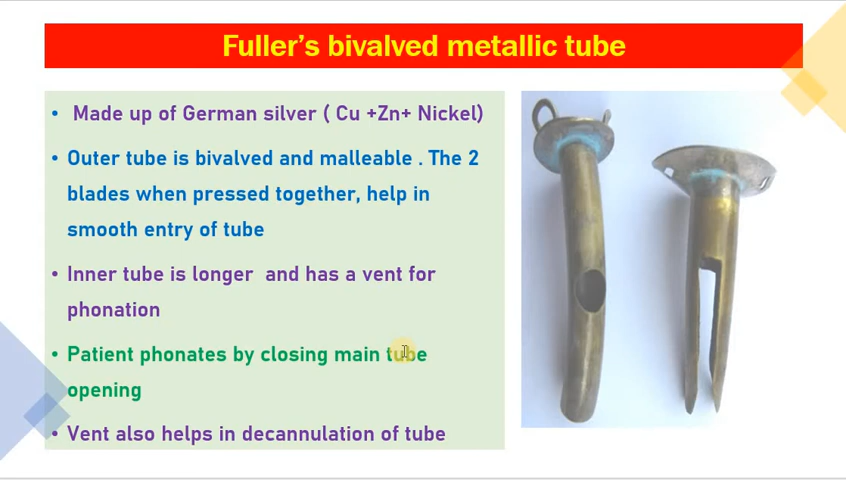 Fuller's bivalved metallic tube
• Made up of German silver ( Cu +Zn+ Nickel)
• Outer tube is bivalved and malleable . The 2
blades when pressed together, help in
smooth entry of tube
• Inner tube is longer and has a vent for
phonation
• Patient phonates by closing main tube
opening
• Vent also helps in decannulation of tube